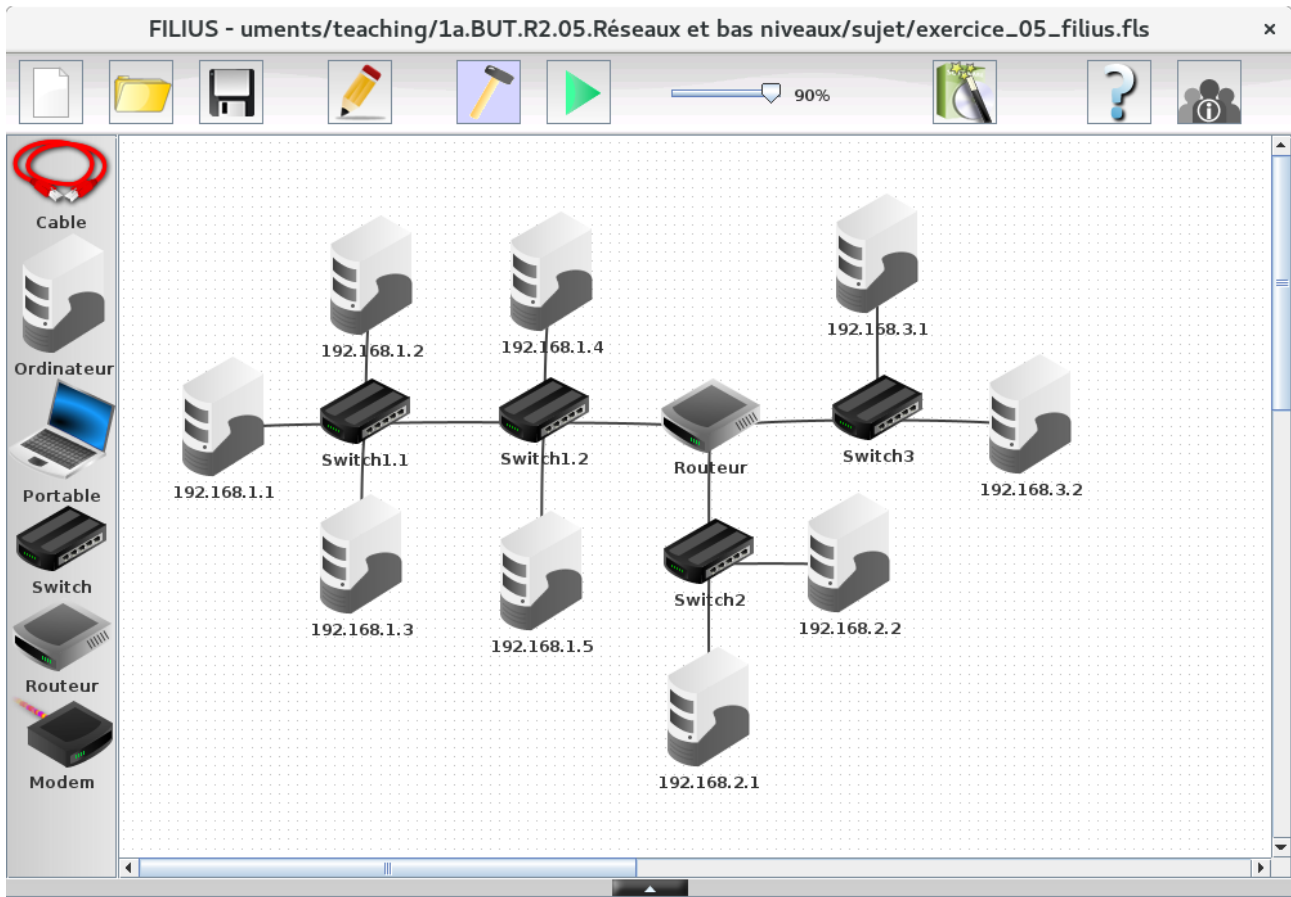 FILIUS - uments/teaching/1a.BUT.R2.05.Réseaux et bas niveaux/sujet/exercice_05_filius.fls
×
90%
Cable
Ordinateur
Portable
Switch
Routeur
Modem
192.168.1.2
192.168.1.4
192.168.3.1
192.168.1.1
Switch1.1
Switch1.2
Routeur
Switch3
192.168.3.2
192.168.1.3
192.168.1.5
Switch2
192.168.2.2
192.168.2.1